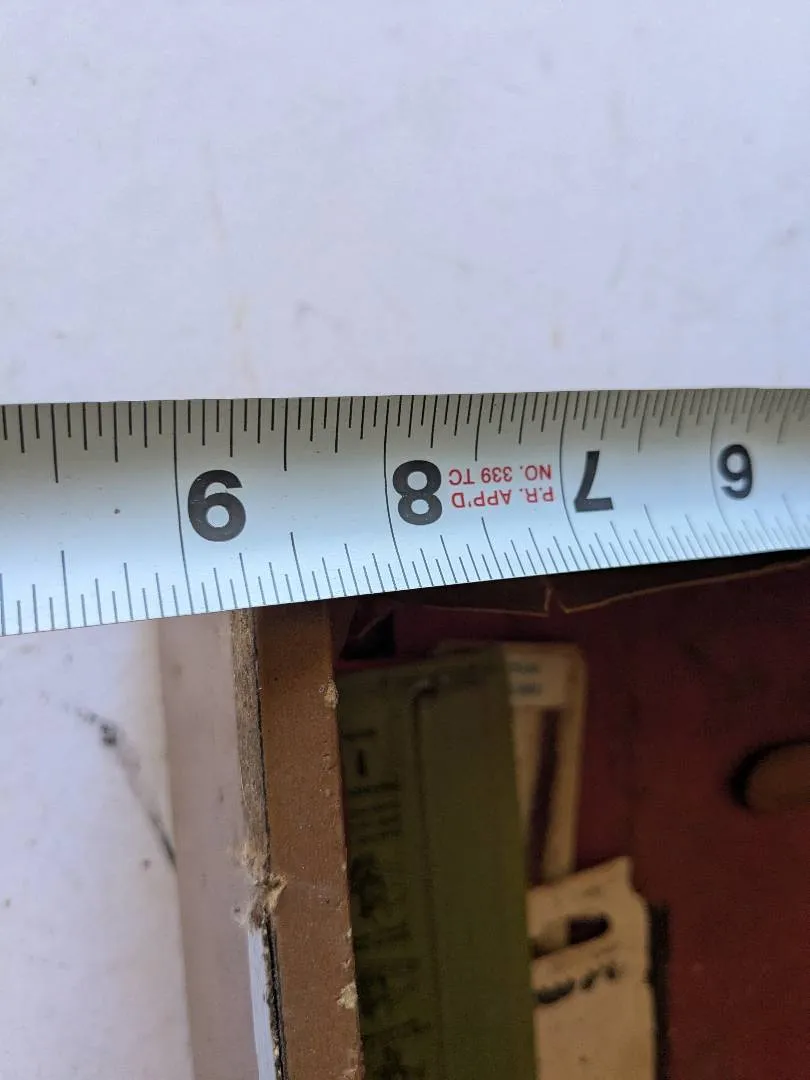 9 8 7 6
P.R. APP'D
NO. 339 TC